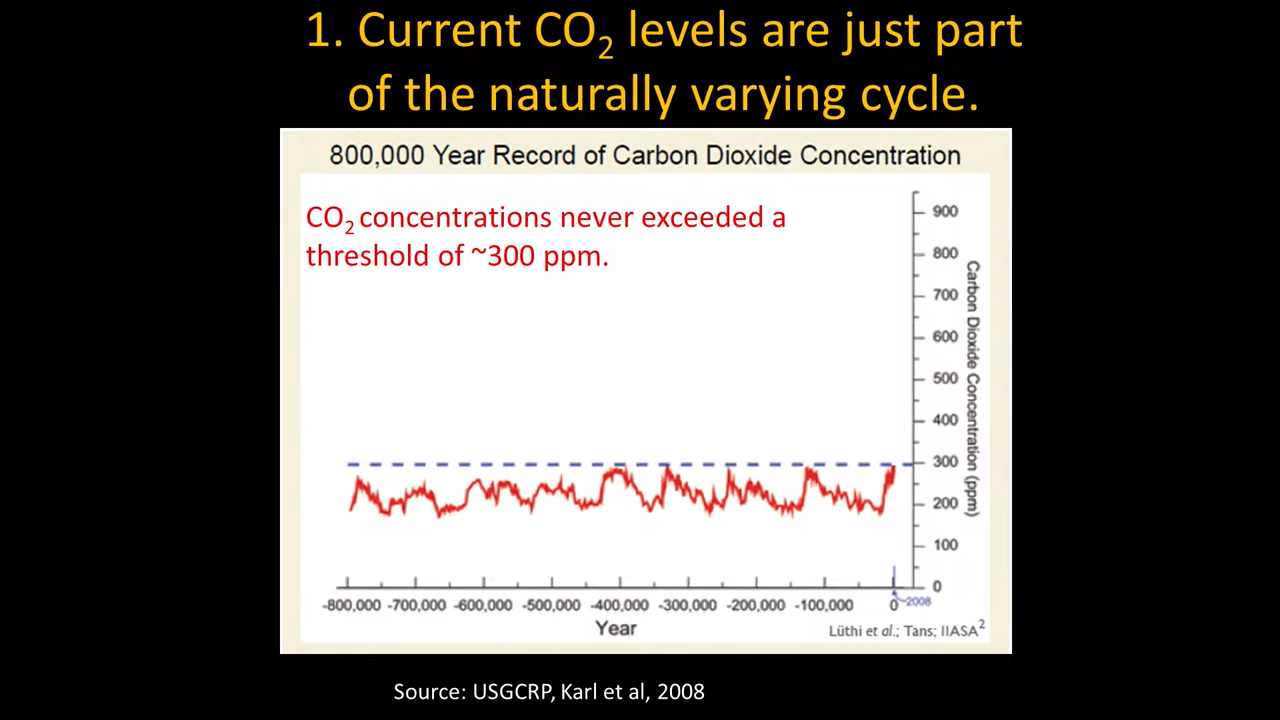 1. Current CO₂ levels are just part
of the naturally varying cycle.
800,000 Year Record of Carbon Dioxide Concentration
CO₂ concentrations never exceeded a
threshold of ~300 ppm.
900
800
700
600
500
400
300
200
100
0
Carbon Dioxide Concentration (ppm)
-800,000 -700,000 -600,000 -500,000 -400,000 -300,000 -200,000 -100,000 0 2008
Year
Lüthi et al.; Tans; IIASA²
Source: USGCRP, Karl et al, 2008